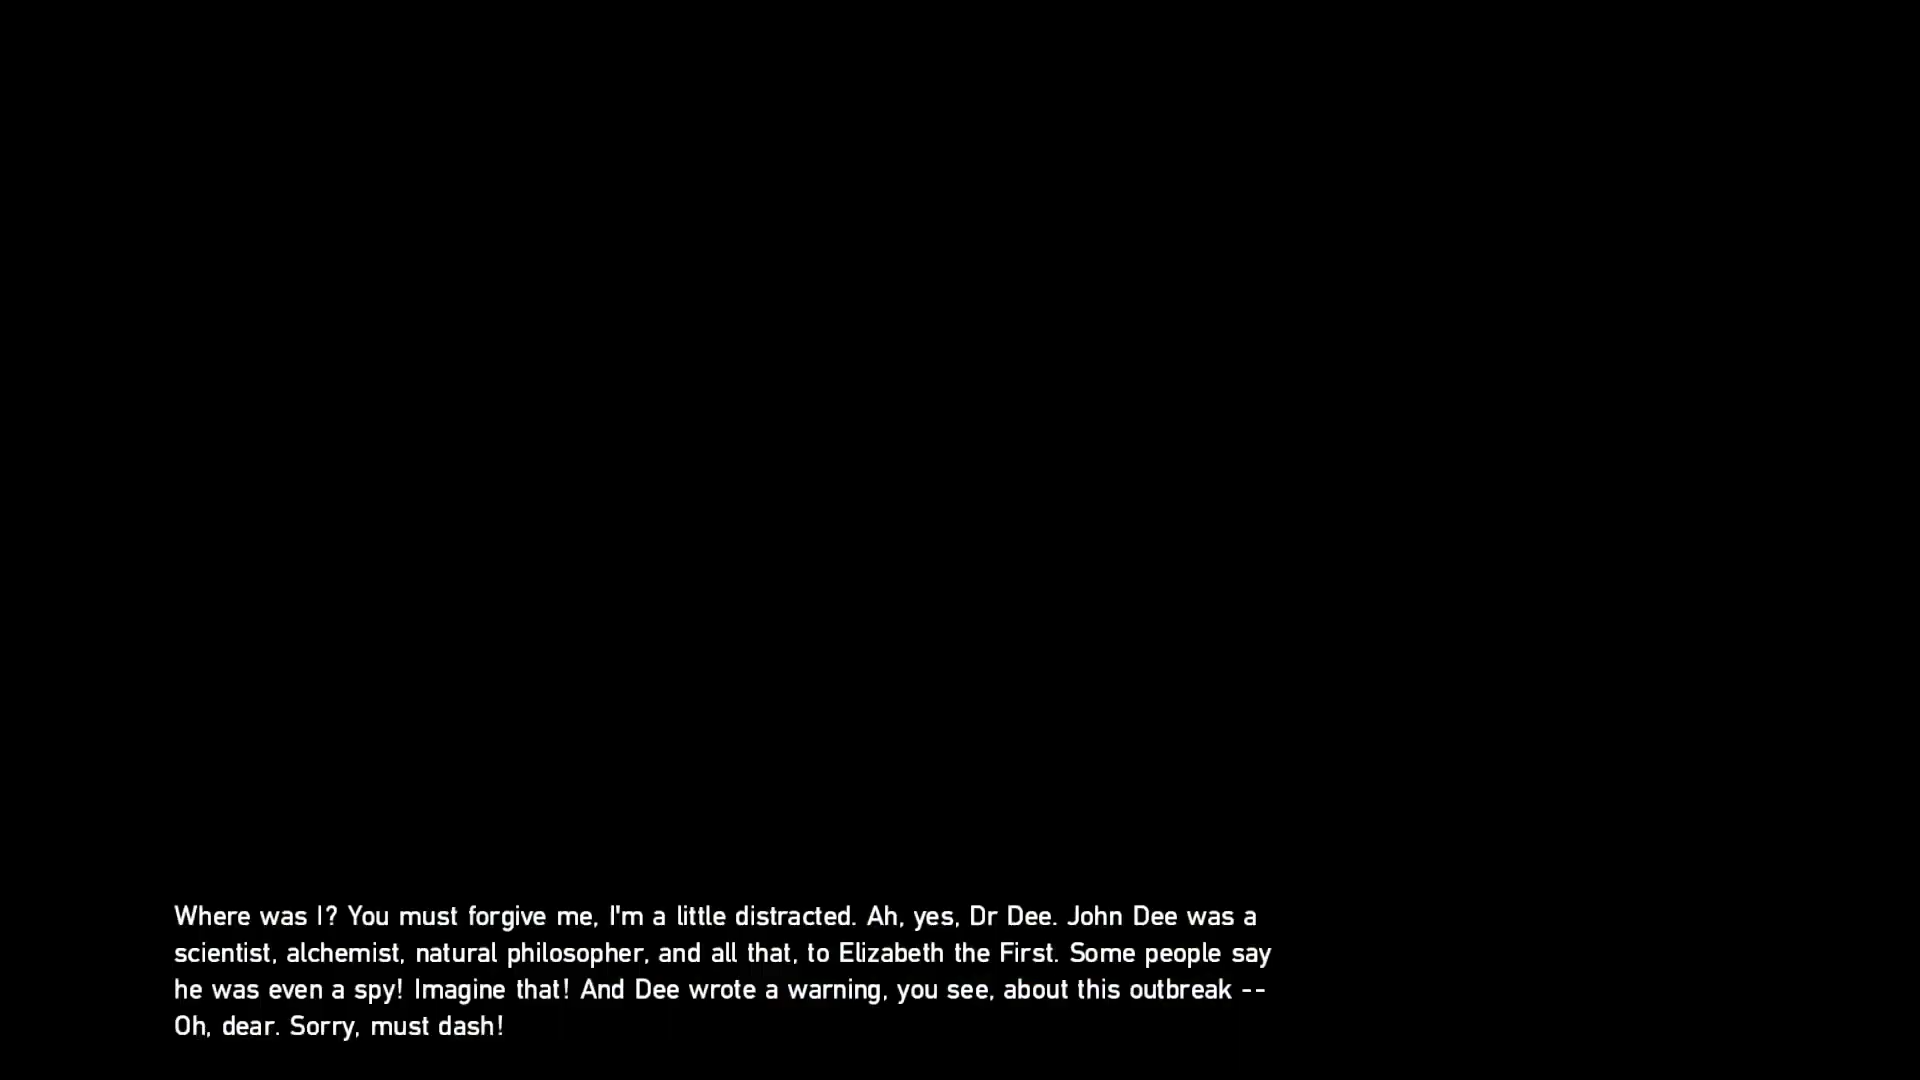 Where was I? You must forgive me, I'm a little distracted. Ah, yes, Dr Dee. John Dee was a
scientist, alchemist, natural philosopher, and all that, to Elizabeth the First. Some people say
he was even a spy! Imagine that! And Dee wrote a warning, you see, about this outbreak --
Oh, dear. Sorry, must dash!